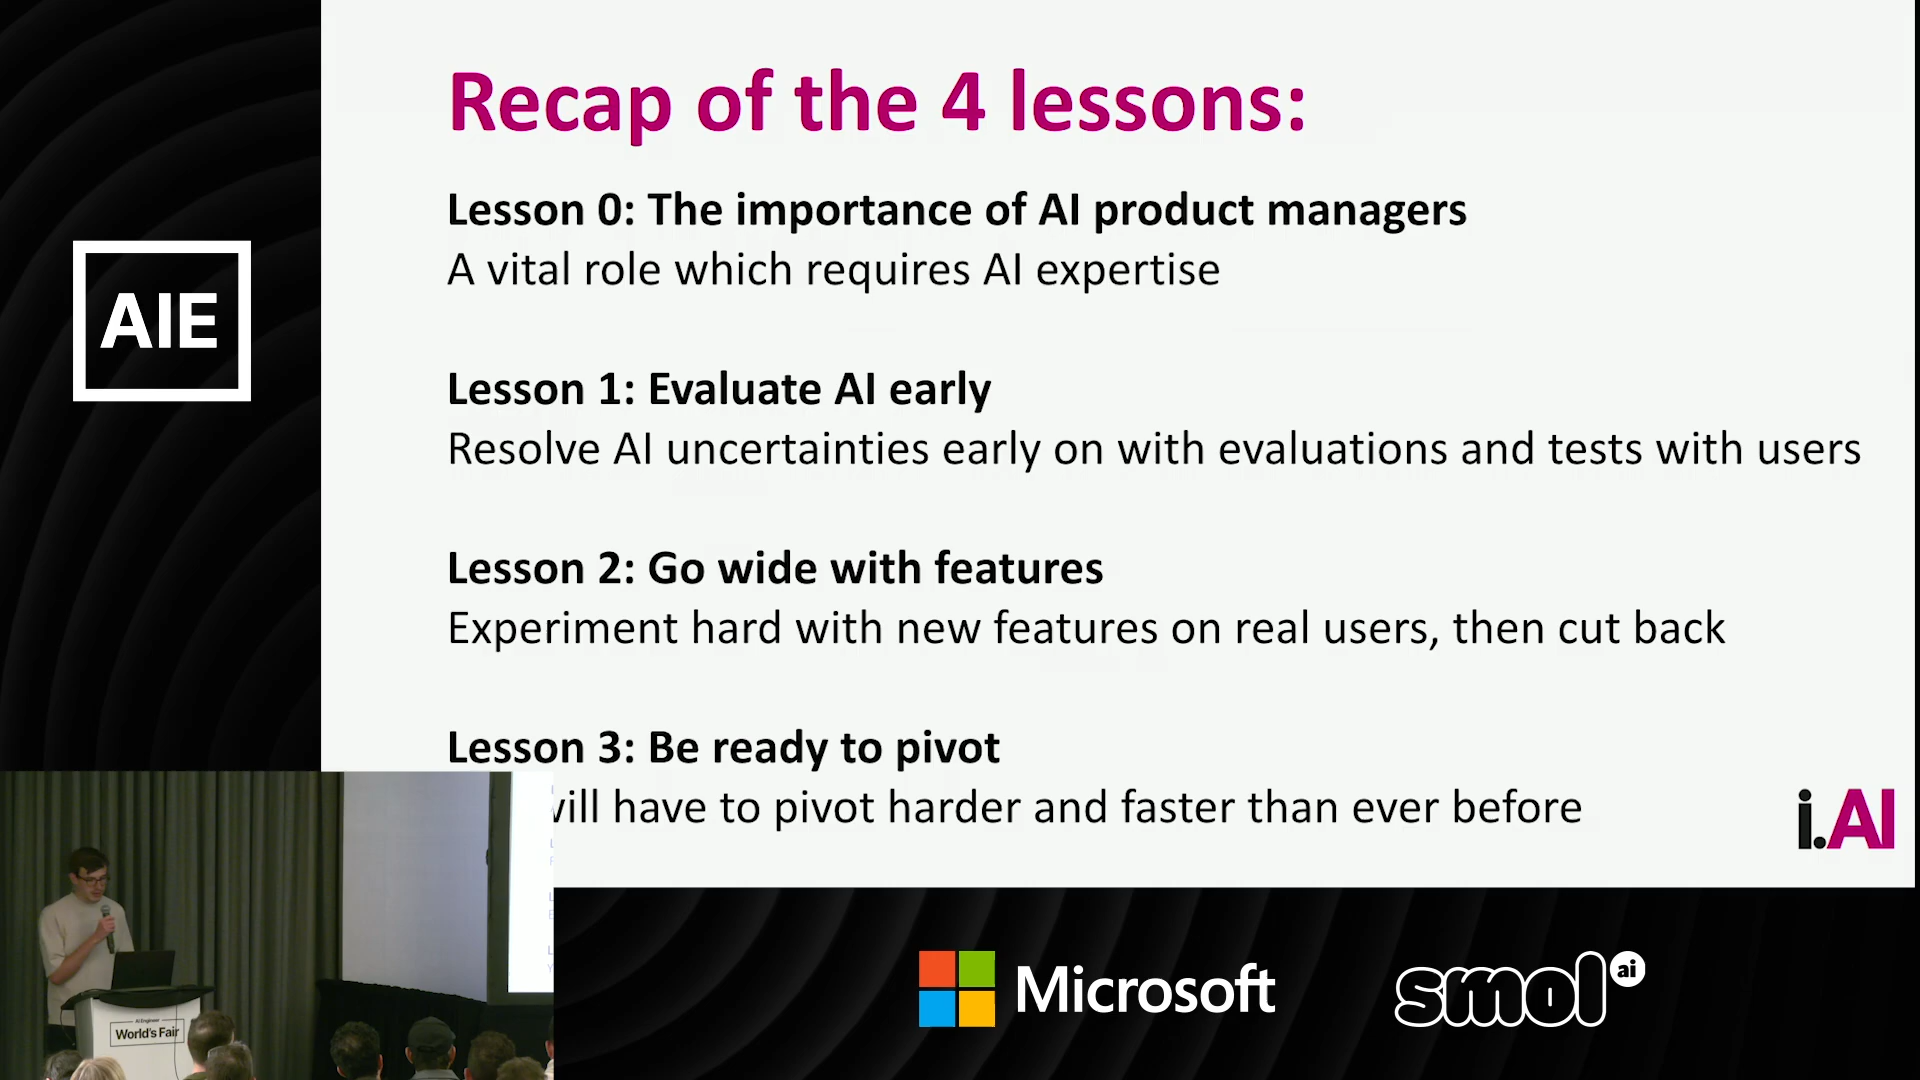 Recap of the 4 lessons:
Lesson 0: The importance of AI product managers
A vital role which requires AI expertise
AIE
Lesson 1: Evaluate AI early
Resolve AI uncertainties early on with evaluations and tests with users
Lesson 2: Go wide with features
Experiment hard with new features on real users, then cut back
Lesson 3: Be ready to pivot
will have to pivot harder and faster than ever before
i.AI
AI Engineer
World's Fair
Microsoft
smol ai